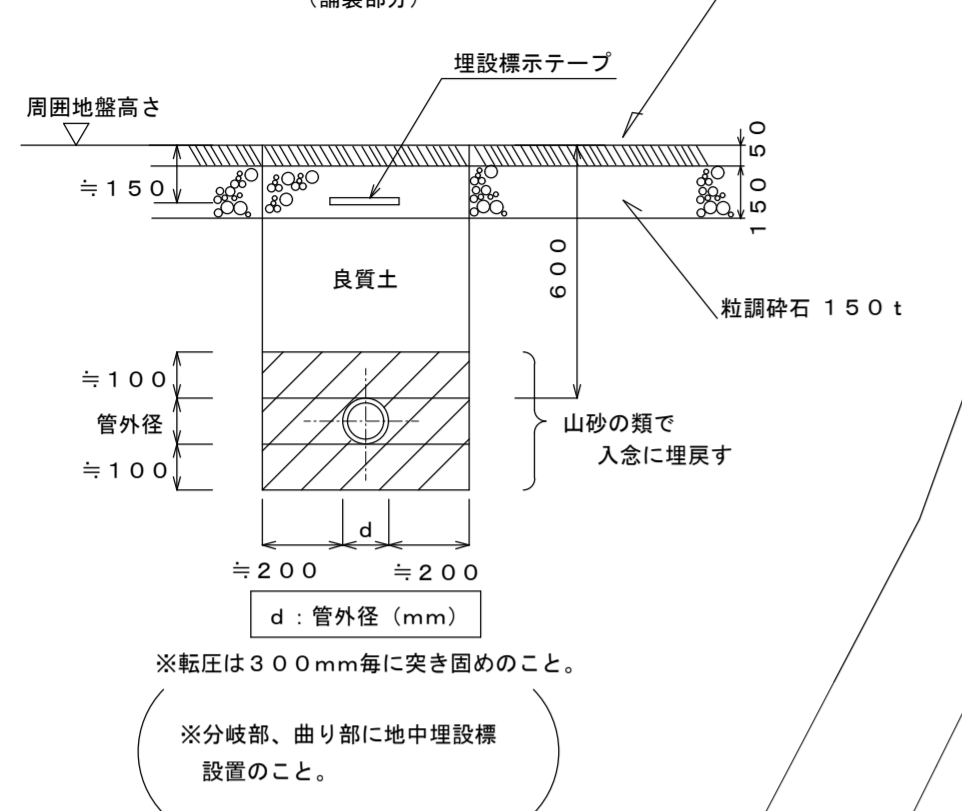 （舗装部分）
埋設標示テープ
周囲地盤高さ
≒１５０
５０
１５０
６００
良質土
粒調砕石 １５０ｔ
≒１００
管外径
≒１００
山砂の類で
入念に埋戻す
ｄ
≒２００
≒２００
ｄ：管外径（ｍｍ）
※転圧は３００ｍｍ毎に突き固めのこと。
※分岐部、曲り部に地中埋設標
設置のこと。